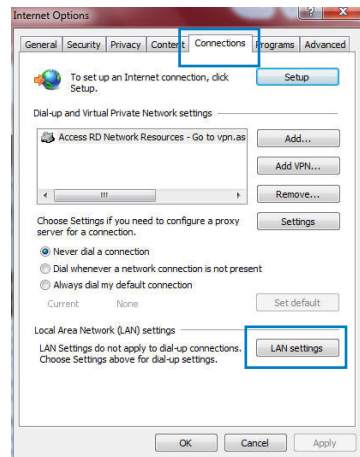 Internet Options
General Security Privacy Content Connections Programs Advanced
To set up an Internet connection, click
Setup.
Setup
Dial-up and Virtual Private Network settings
Access RD Network Resources - Go to vpn.as
Add...
Add VPN...
Remove...
Choose Settings if you need to configure a proxy
server for a connection.
Settings
Never dial a connection
Dial whenever a network connection is not present
Always dial my default connection
Current None
Set default
Local Area Network (LAN) settings
LAN Settings do not apply to dial-up connections.
Choose Settings above for dial-up settings.
LAN settings
OK Cancel Apply